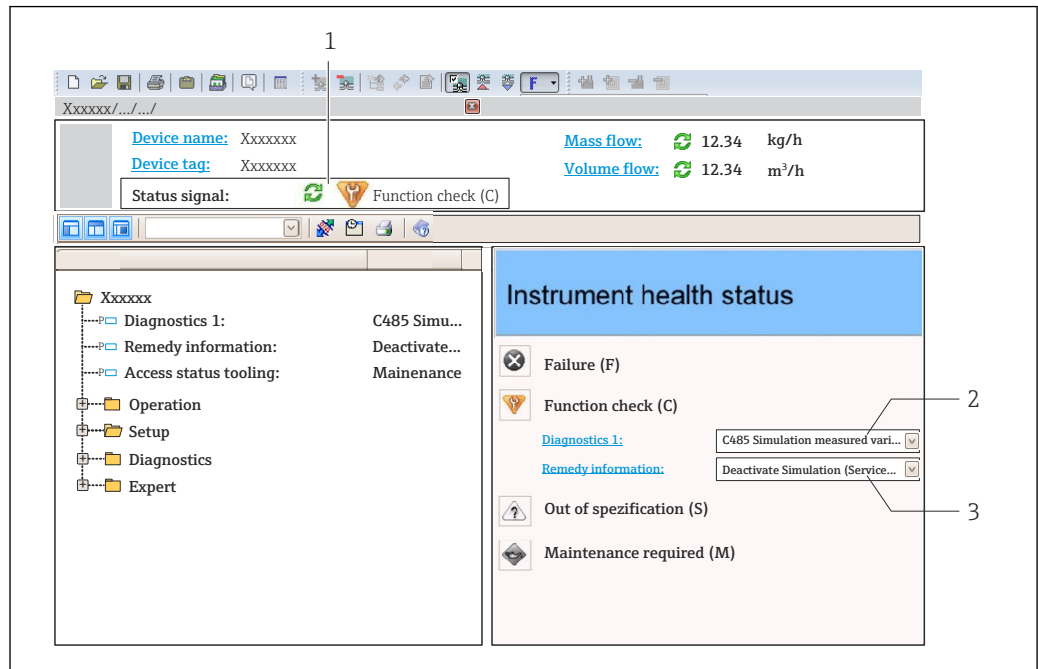 1
F
Xxxxxx/.../.../
Device name: Xxxxxxx
Mass flow: 12.34 kg/h
Device tag: Xxxxxxx
Volume flow: 12.34 m³/h
Status signal: Function check (C)
Xxxxxx
Diagnostics 1: C485 Simu...
Remedy information: Deactivate...
Access status tooling: Mainenance
Operation
Setup
Diagnostics
Expert
Instrument health status
Failure (F)
Function check (C)
2
Diagnostics 1: C485 Simulation measured vari...
Remedy information: Deactivate Simulation (Service...
3
Out of spezification (S)
Maintenance required (M)